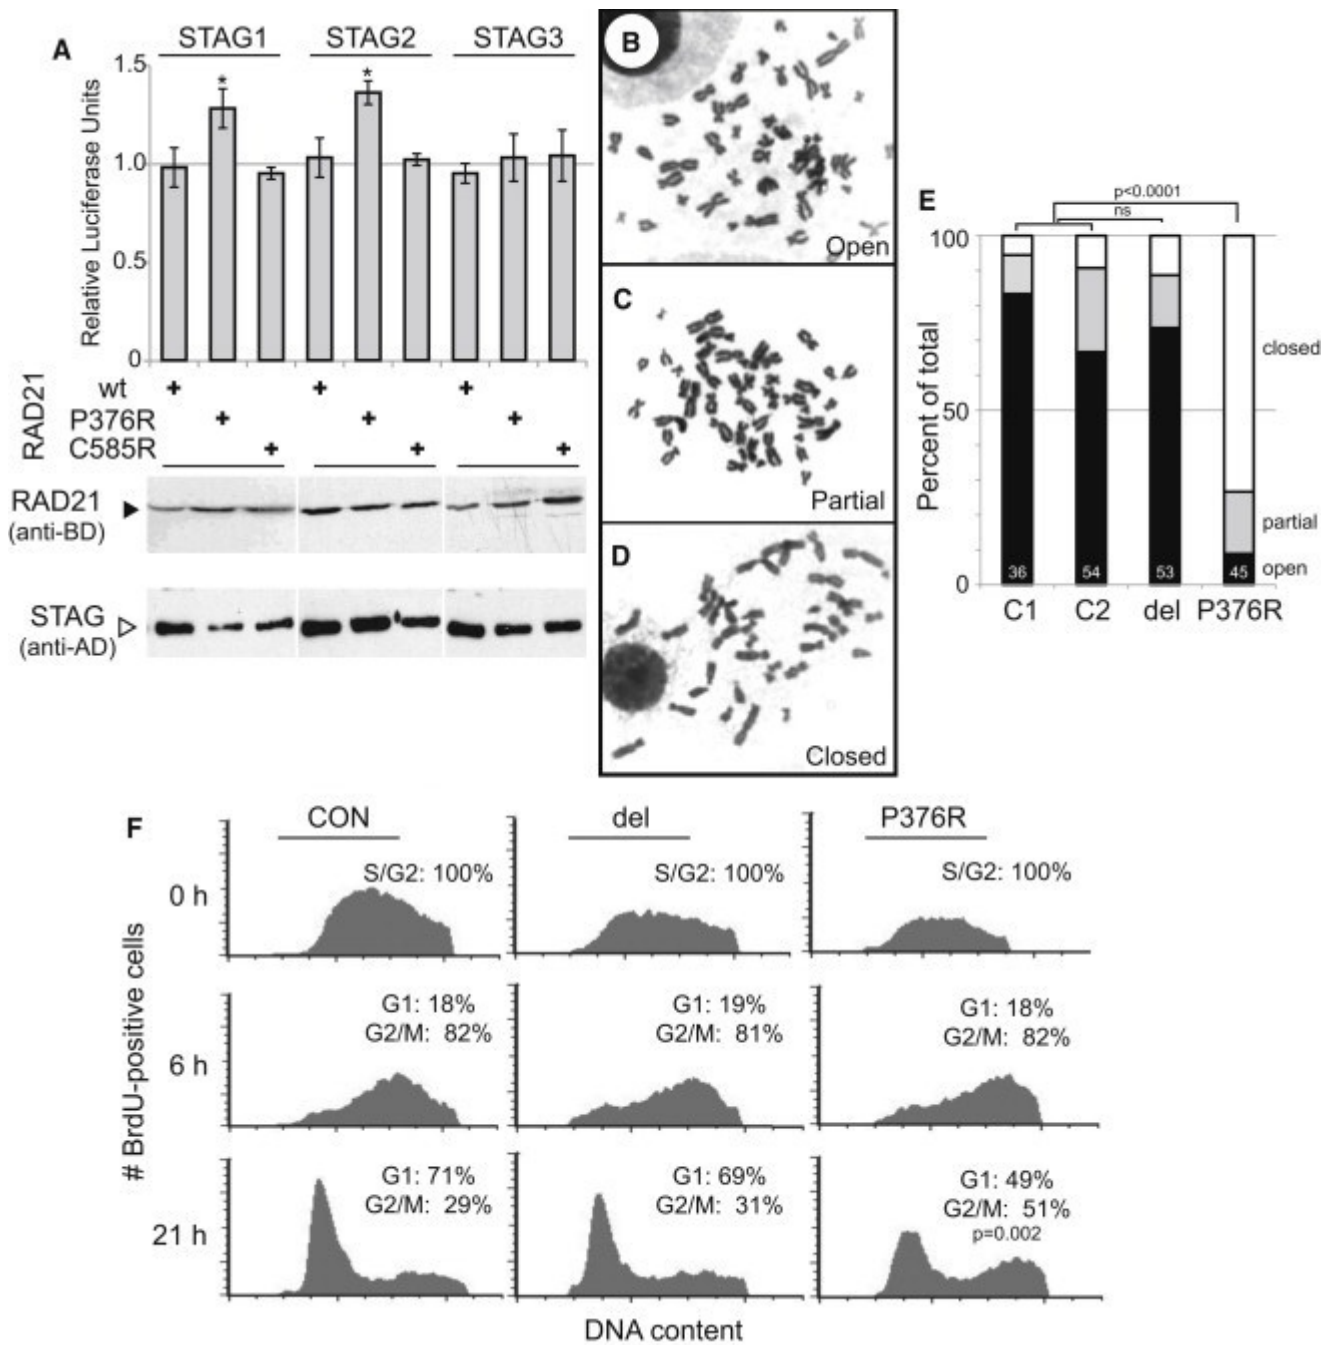 A
STAG1 STAG2 STAG3
Relative Luciferase Units
1.5
1.0
0.5
0
* *
RAD21
wt + + +
P376R + + +
C585R + + +
RAD21
(anti-BD)
STAG
(anti-AD)
B
Open
C
Partial
D
Closed
E
p<0.0001
ns
Percent of total
100
50
0
closed
partial
open
36 54 53 45
C1 C2 del P376R
F
CON del P376R
# BrdU-positive cells
0 h
S/G2: 100% S/G2: 100% S/G2: 100%
6 h
G1: 18% G1: 19% G1: 18%
G2/M: 82% G2/M: 81% G2/M: 82%
21 h
G1: 71% G1: 69% G1: 49%
G2/M: 29% G2/M: 31% G2/M: 51%
p=0.002
DNA content